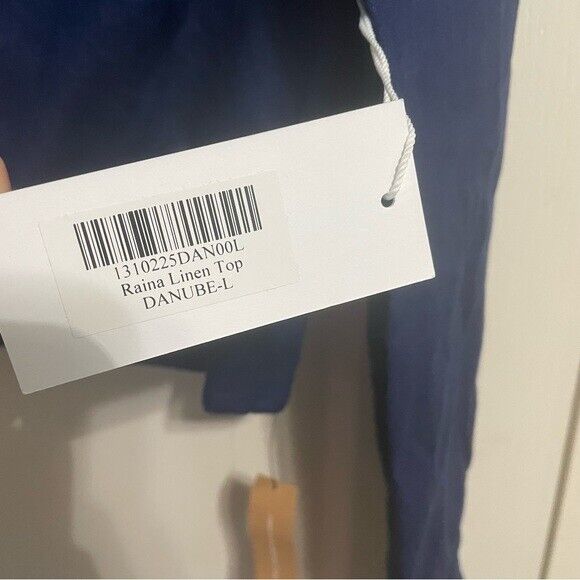 1310225DAN00L
Raina Linen Top
DANUBE-L